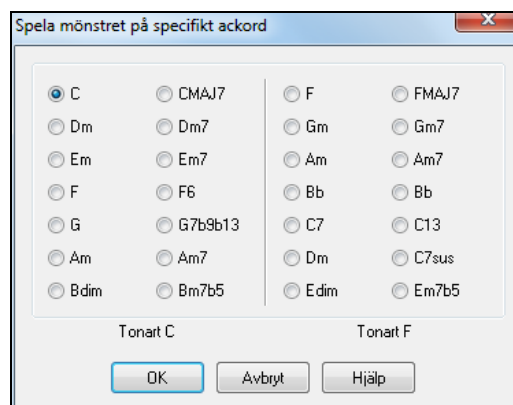 Spela mönstret på specifikt ackord
C CMAJ7 F FMAJ7
Dm Dm7 Gm Gm7
Em Em7 Am Am7
F F6 Bb Bb
G G7b9b13 C7 C13
Am Am7 Dm C7sus
Bdim Bm7b5 Edim Em7b5
Tonart C Tonart F
OK Avbryt Hjälp